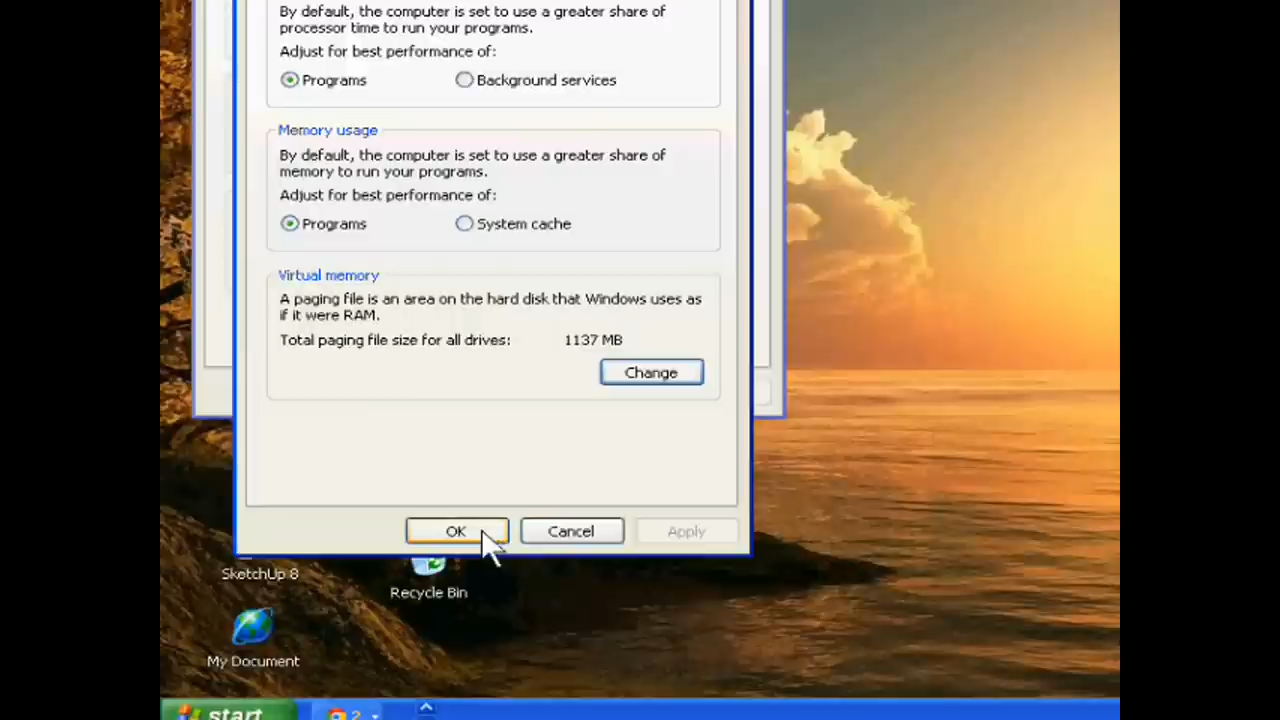 By default, the computer is set to use a greater share of
processor time to run your programs.
Adjust for best performance of:
Programs
Background services
Memory usage
By default, the computer is set to use a greater share of
memory to run your programs.
Adjust for best performance of:
Programs
System cache
Virtual memory
A paging file is an area on the hard disk that Windows uses as
if it were RAM.
Total paging file size for all drives:
1137 MB
Change
OK
Cancel
Apply
SketchUp 8
Recycle Bin
My Document
start
2